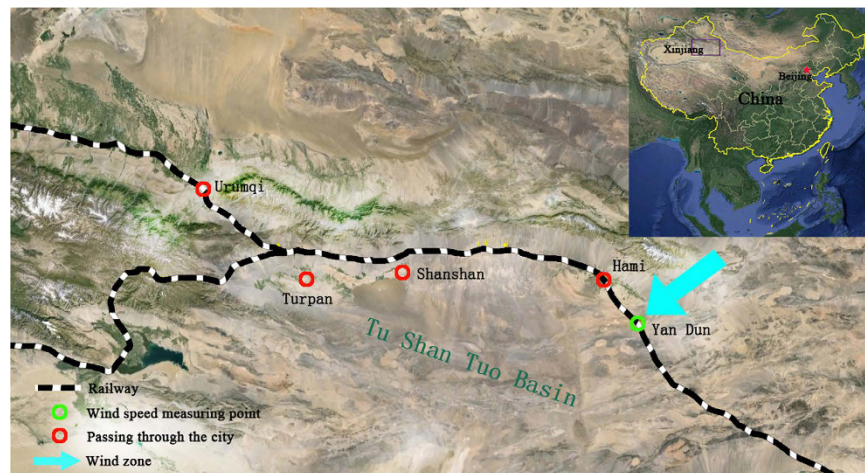 Xinjiang
Beijing
China
Urumqi
Turpan
Shanshan
Hami
Yan Dun
Tu Shan Tuo Basin
Railway
Wind speed measuring point
Passing through the city
Wind zone